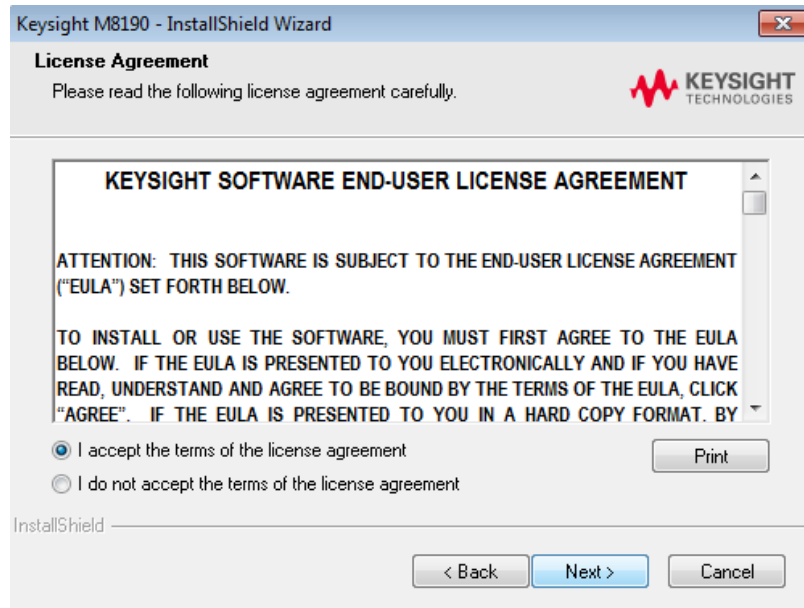 Keysight M8190 - InstallShield Wizard
License Agreement
Please read the following license agreement carefully.
KEYSIGHT
TECHNOLOGIES
KEYSIGHT SOFTWARE END-USER LICENSE AGREEMENT
ATTENTION:  THIS SOFTWARE IS SUBJECT TO THE END-USER LICENSE AGREEMENT
(“EULA”) SET FORTH BELOW.
TO INSTALL OR USE THE SOFTWARE, YOU MUST FIRST AGREE TO THE EULA
BELOW.  IF THE EULA IS PRESENTED TO YOU ELECTRONICALLY AND IF YOU HAVE
READ, UNDERSTAND AND AGREE TO BE BOUND BY THE TERMS OF THE EULA, CLICK
“AGREE”.  IF THE EULA IS PRESENTED TO YOU IN A HARD COPY FORMAT, BY
I accept the terms of the license agreement
Print
I do not accept the terms of the license agreement
InstallShield
< Back
Next >
Cancel